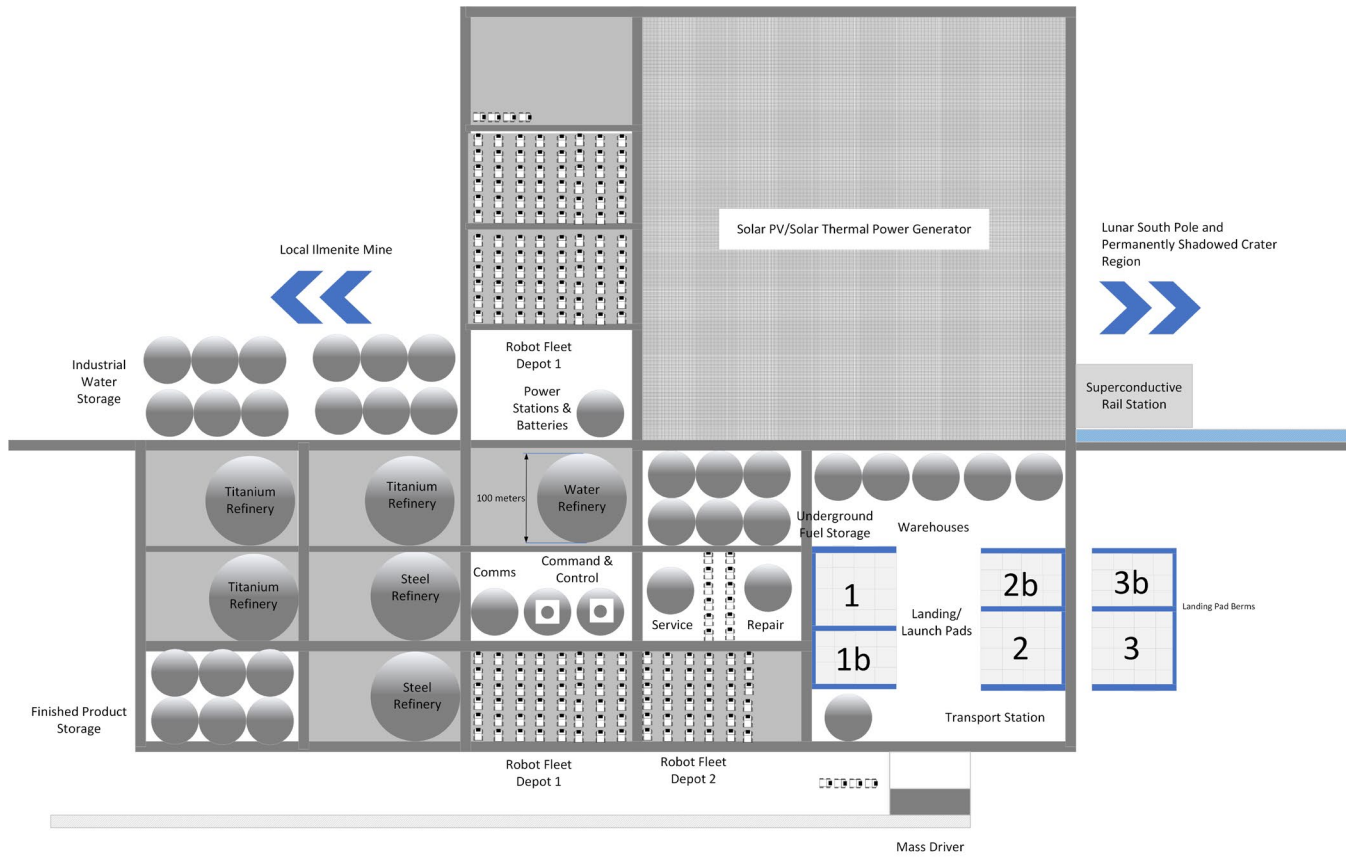 Solar PV/Solar Thermal Power Generator
Lunar South Pole and
Permanently Shadowed Crater
Region
Local Ilmenite Mine
Industrial
Water
Storage
Robot Fleet
Depot 1
Power
Stations &
Batteries
Superconductive
Rail Station
Titanium
Refinery
Titanium
Refinery
100 meters
Water
Refinery
Underground
Fuel Storage
Warehouses
Titanium
Refinery
Steel
Refinery
Comms
Command &
Control
Service
Repair
1
1b
Landing/
Launch Pads
2b
2
3b
3
Landing Pad Berms
Finished Product
Storage
Steel
Refinery
Transport Station
Robot Fleet
Depot 1
Robot Fleet
Depot 2
Mass Driver